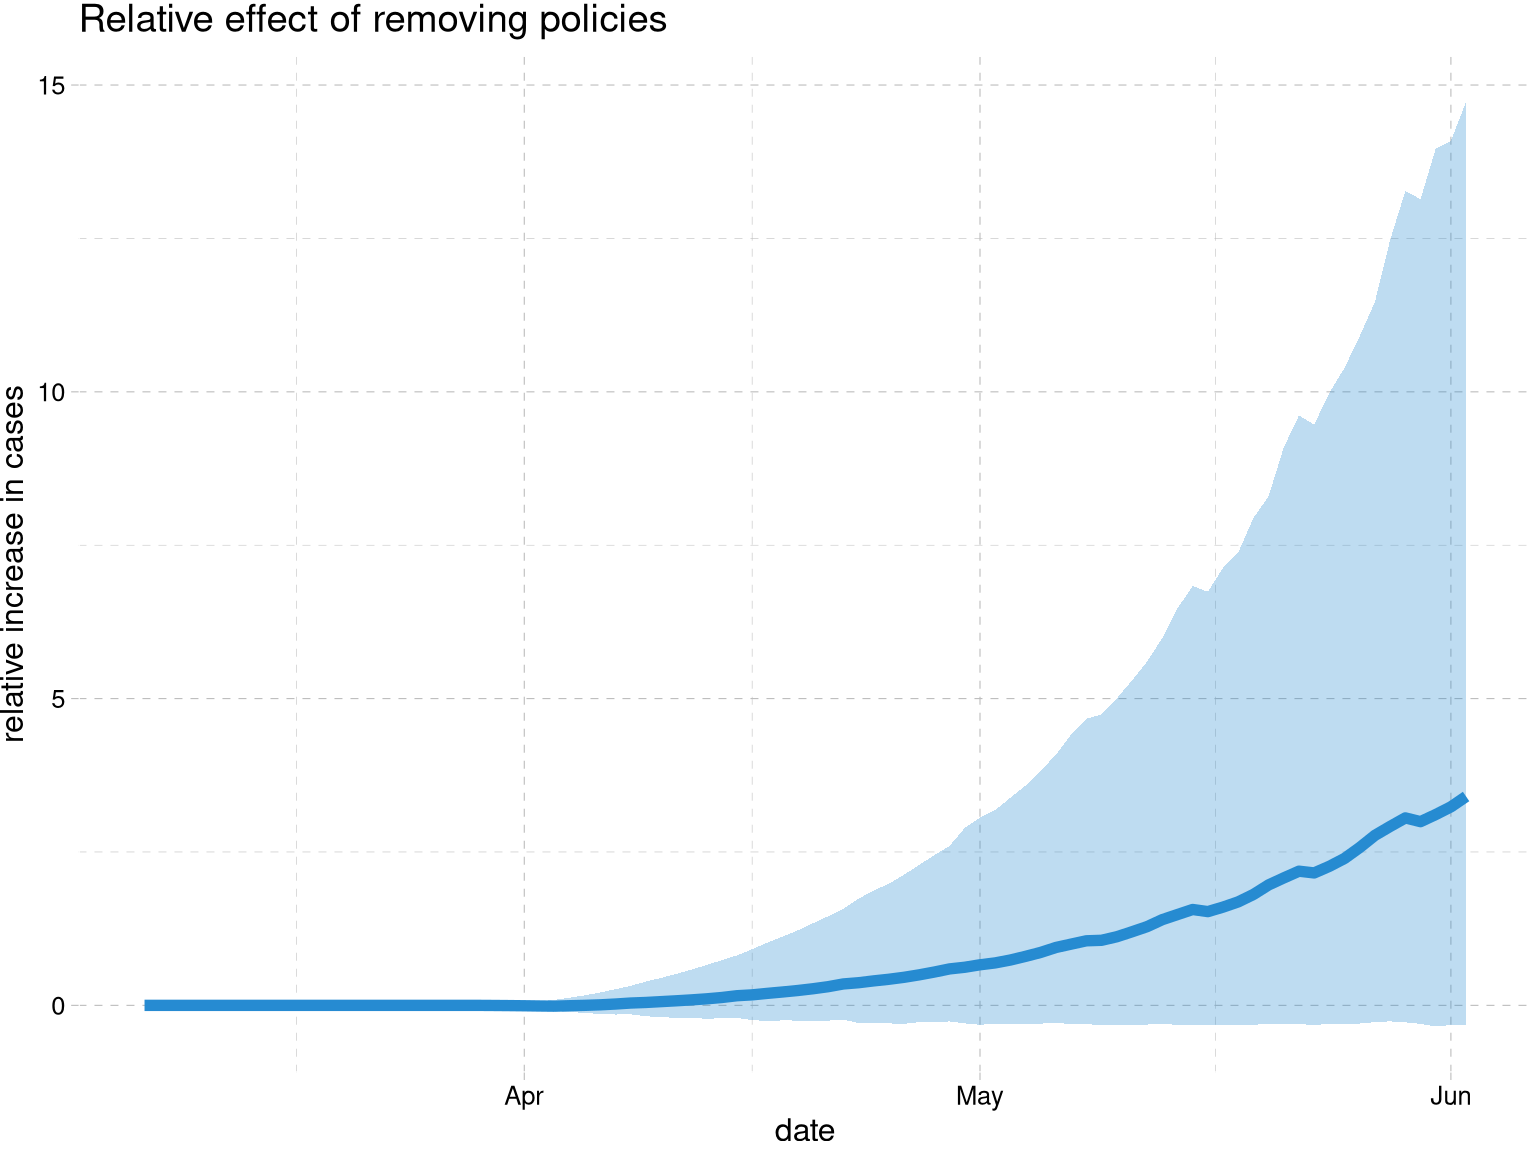 Relative effect of removing policies
relative increase in cases
15
10
5
0
Apr
May
Jun
date